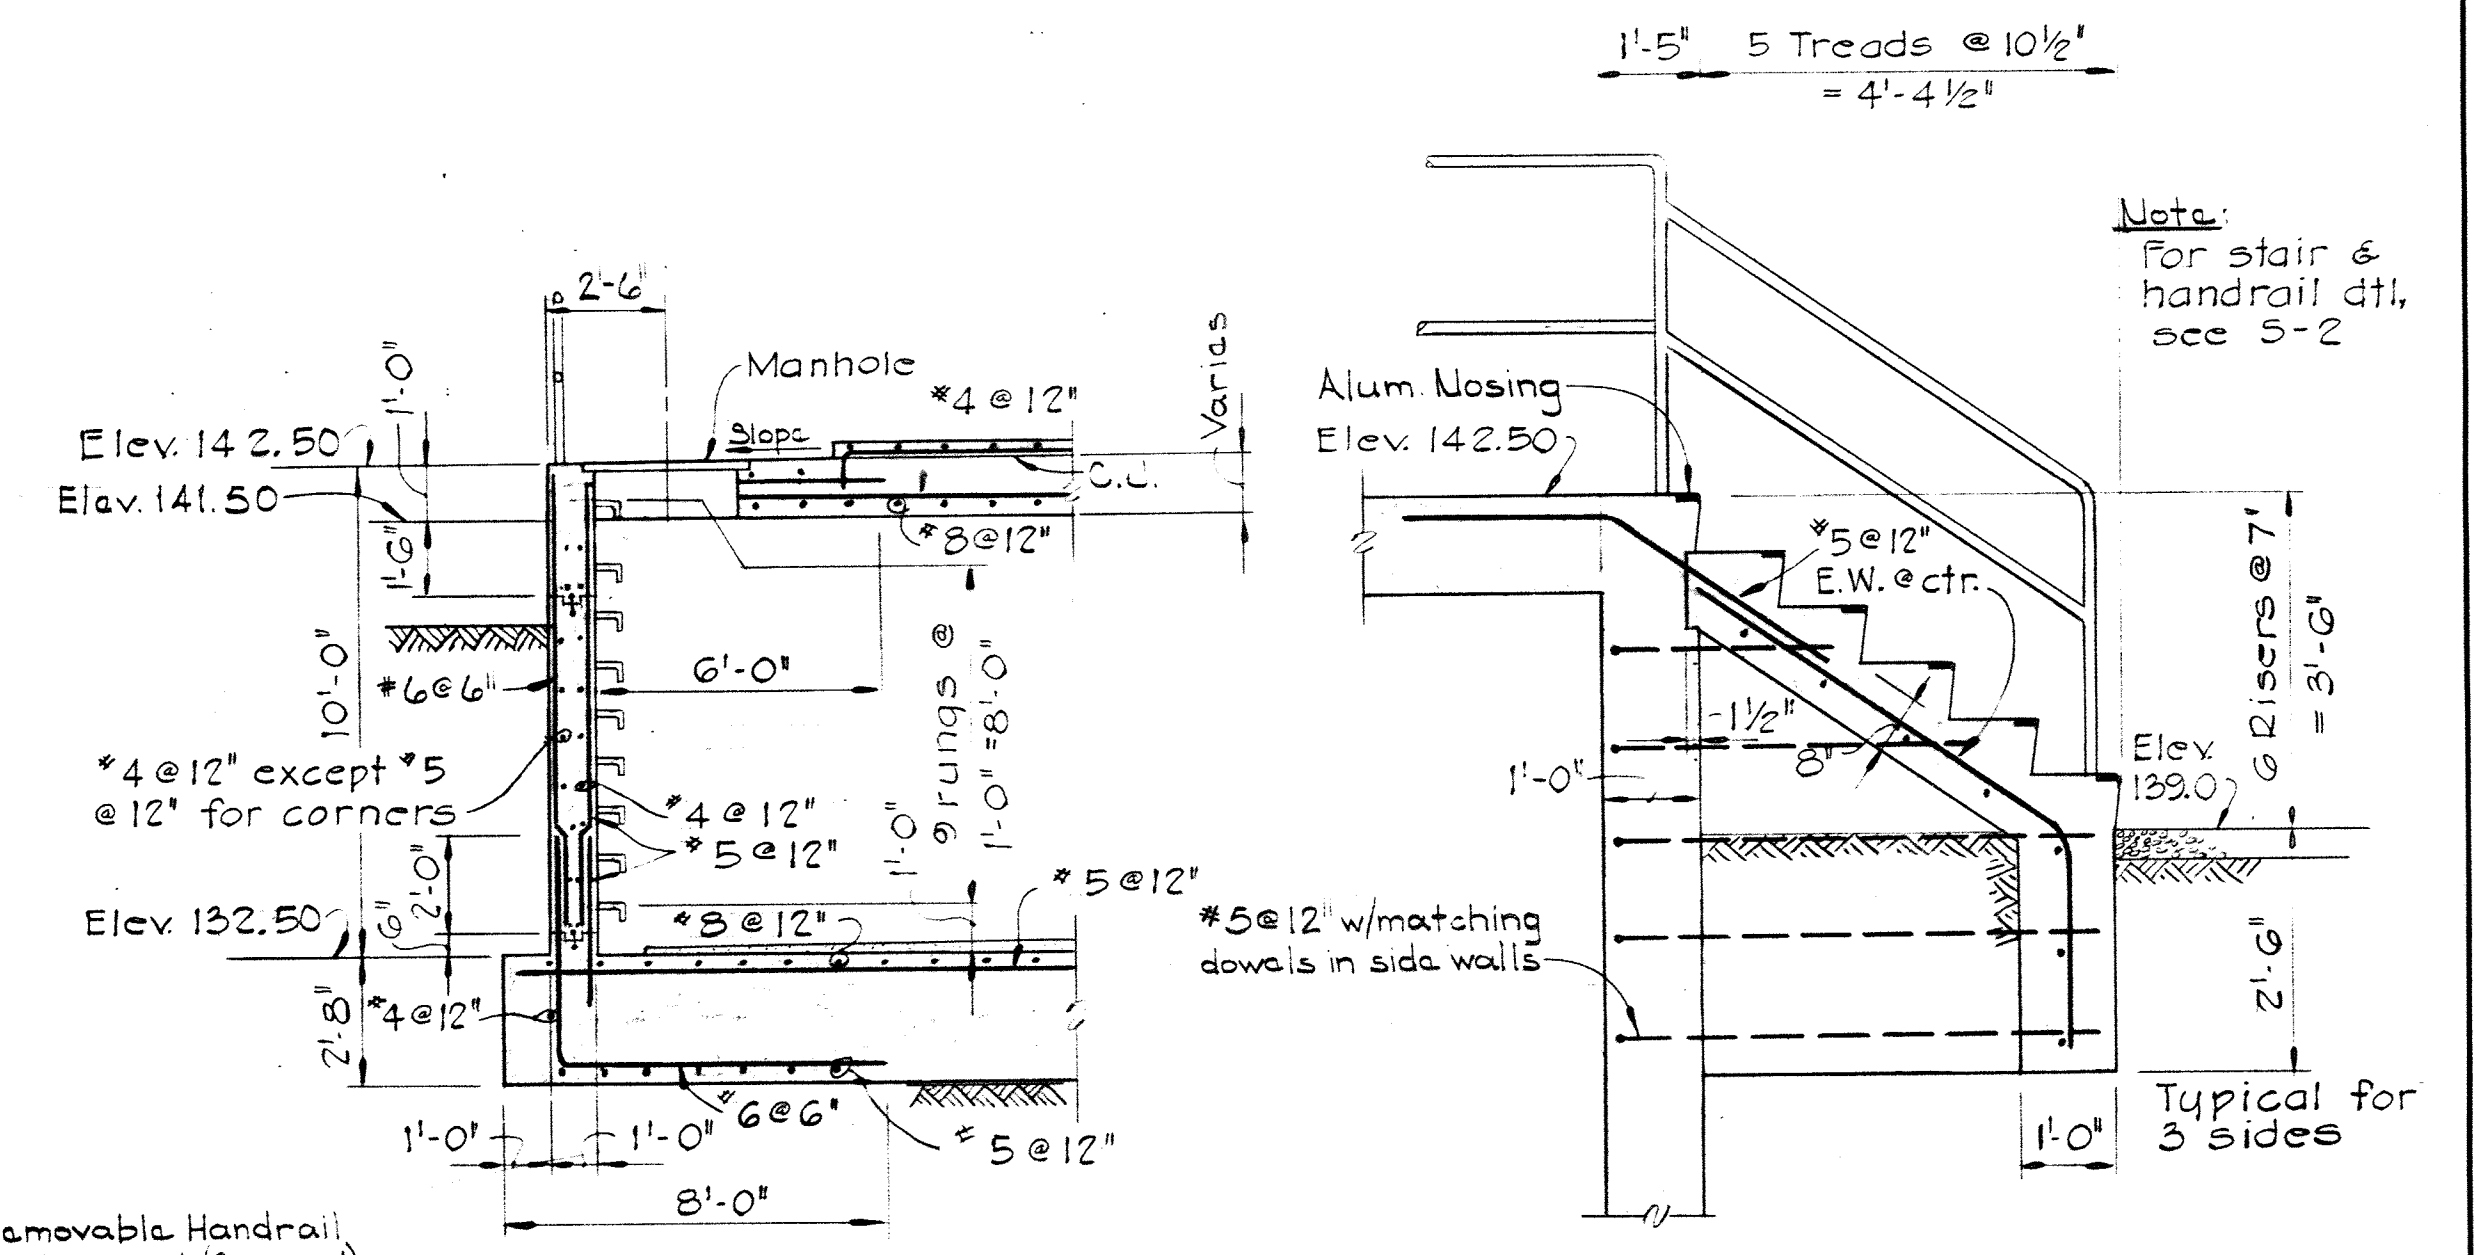 1'-5" 5 Treads @ 10½"
= 4'-4½"
Note:
For stair &
handrail dtl,
see S-2
2'-6"
Manhole
#4 @ 12"
Varies
1'-0"
Slope
Elev. 142.50
Elev. 141.50
C.J.
#8@12"
1'-6"
10'-0"
#6@6"
6'-0"
9 rungs @
1'-0" = 8'-0"
#4 @12" except #5
@ 12" for corners
#4 @ 12"
#5 @ 12"
1'-0"
2'-0"
6"
Elev. 132.50
#8 @ 12"
#5 @ 12"
2'-8"
#4 @ 12"
#6 @ 6"
#5 @ 12"
1'-0" 1'-0"
8'-0"
Removable Handrail
Alum. Nosing
Elev. 142.50
#5 @ 12"
E.W. @ ctr.
6 Risers @ 7"
= 3'-6"
1½"
8"
1'-0"
Elev.
139.0
#5@12" w/matching
dowels in side walls
2'-6"
1'-0"
Typical for
3 sides